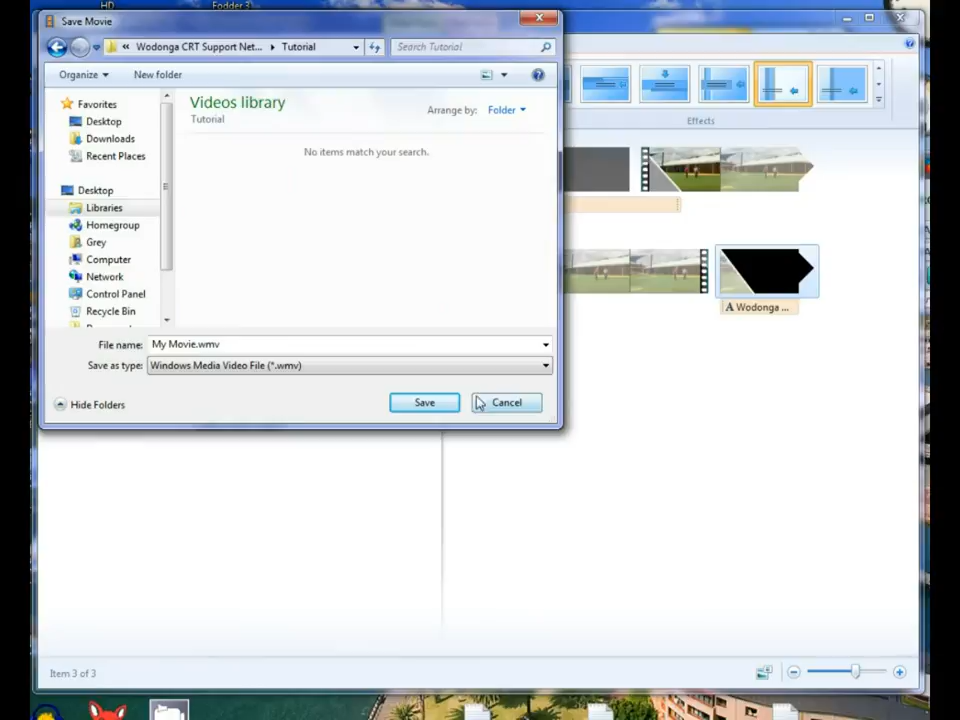 HD
Fodder 3
Save Movie
« Wodonga CRT Support Net... Tutorial
Search Tutorial
Organize
New folder
Favorites
Desktop
Downloads
Recent Places
Desktop
Libraries
Homegroup
Grey
Computer
Network
Control Panel
Recycle Bin
Videos library
Tutorial
Arrange by: Folder
No items match your search.
File name: My Movie.wmv
Save as type: Windows Media Video File (*.wmv)
Hide Folders
Save
Cancel
Effects
A Wodonga ...
Item 3 of 3